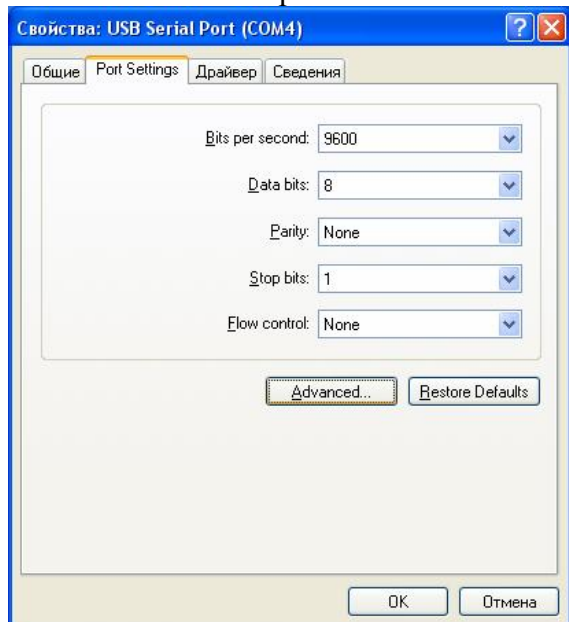 Свойства: USB Serial Port (COM4)
Общие Port Settings Драйвер Сведения
Bits per second: 9600
Data bits: 8
Parity: None
Stop bits: 1
Flow control: None
Advanced... Restore Defaults
OK Отмена